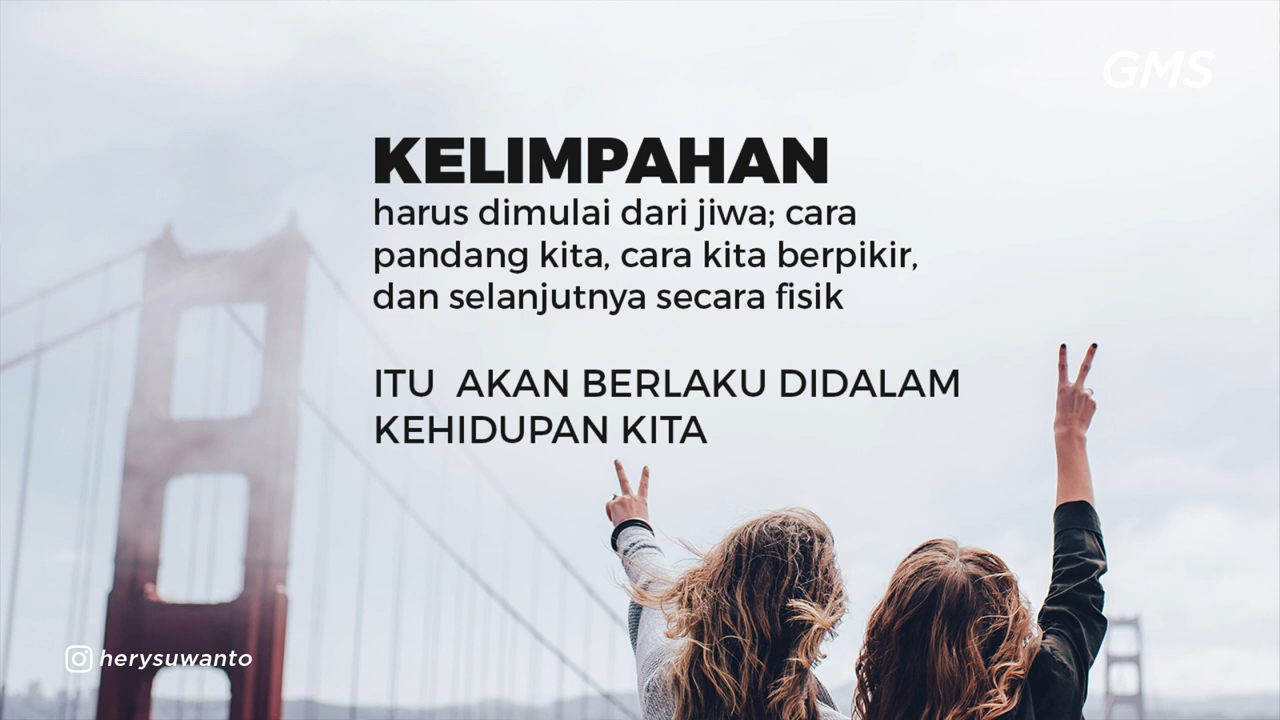 GMS
KELIMPAHAN
harus dimulai dari jiwa; cara
pandang kita, cara kita berpikir,
dan selanjutnya secara fisik
ITU  AKAN BERLAKU DIDALAM
KEHIDUPAN KITA
herysuwanto